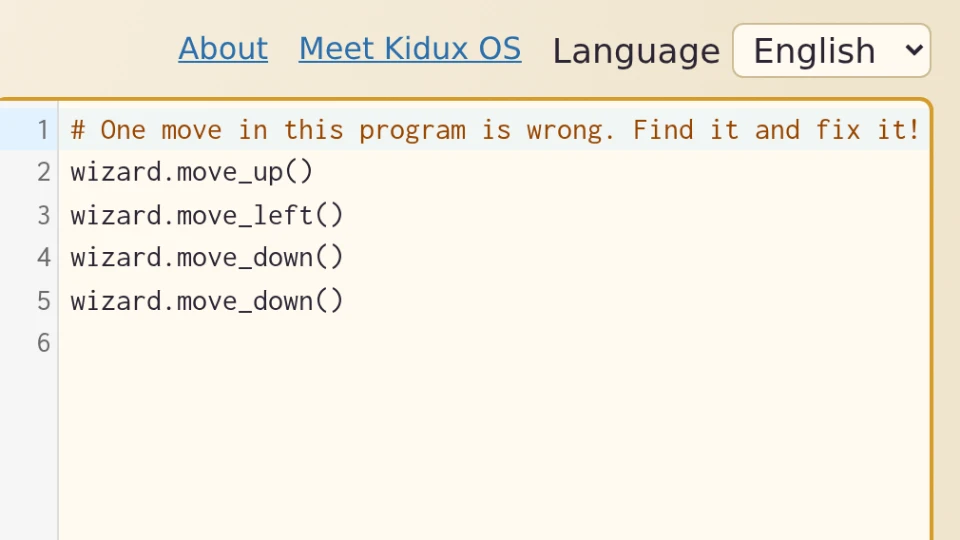 About Meet Kidux OS Language English
1 # One move in this program is wrong. Find it and fix it!
2 wizard.move_up()
3 wizard.move_left()
4 wizard.move_down()
5 wizard.move_down()
6